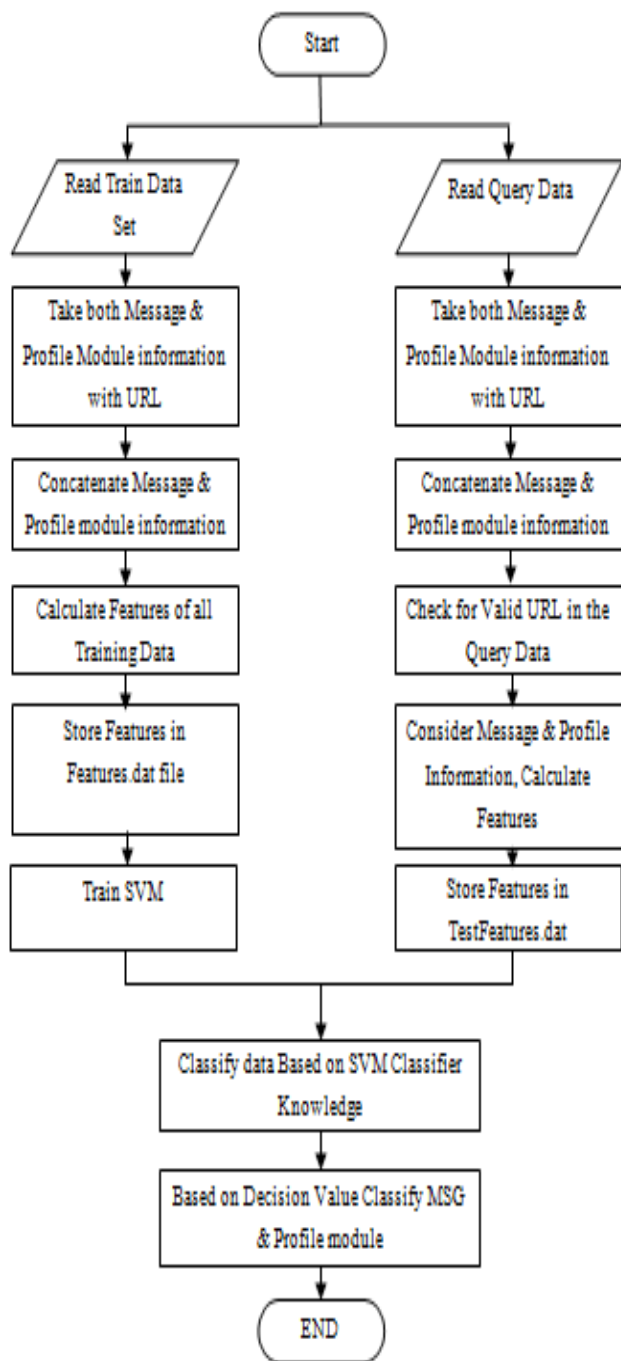 Start
Read Train Data
Set
Take both Message &
Profile Module information
with URL
Concatenate Message &
Profile module information
Calculate Features of all
Training Data
Store Features in
Features.dat file
Train SVM
Read Query Data
Take both Message &
Profile Module information
with URL
Concatenate Message &
Profile module information
Check for Valid URL in the
Query Data
Consider Message & Profile
Information, Calculate
Features
Store Features in
TestFeatures.dat
Classify data Based on SVM Classifier
Knowledge
Based on Decision Value Classify MSG
& Profile module
END